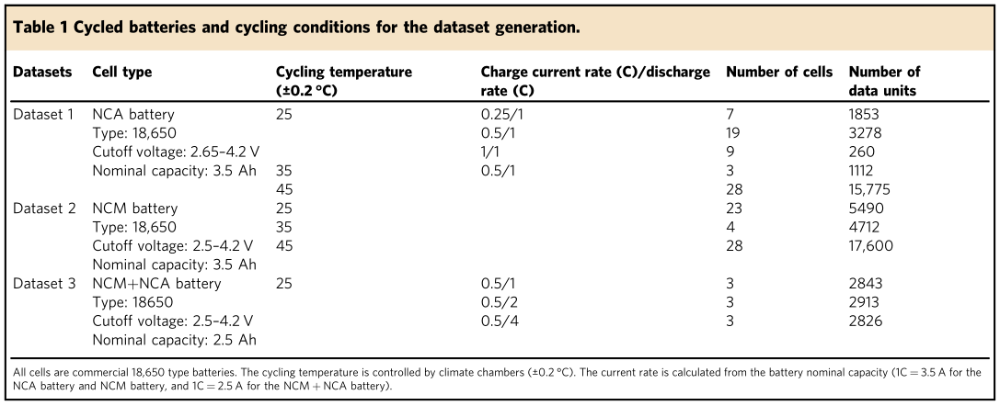 Table 1 Cycled batteries and cycling conditions for the dataset generation.
Datasets Cell type Cycling temperature (±0.2 °C) Charge current rate (C)/discharge rate (C) Number of cells Number of data units
Dataset 1 NCA battery 25 0.25/1 7 1853
Type: 18,650 0.5/1 19 3278
Cutoff voltage: 2.65–4.2 V 1/1 9 260
Nominal capacity: 3.5 Ah 35 0.5/1 3 1112
45 28 15,775
Dataset 2 NCM battery 25 23 5490
Type: 18,650 35 4 4712
Cutoff voltage: 2.5–4.2 V 45 28 17,600
Nominal capacity: 3.5 Ah
Dataset 3 NCM+NCA battery 25 0.5/1 3 2843
Type: 18650 0.5/2 3 2913
Cutoff voltage: 2.5–4.2 V 0.5/4 3 2826
Nominal capacity: 2.5 Ah
All cells are commercial 18,650 type batteries. The cycling temperature is controlled by climate chambers (±0.2 °C). The current rate is calculated from the battery nominal capacity (1C = 3.5 A for the
NCA battery and NCM battery, and 1C = 2.5 A for the NCM + NCA battery).